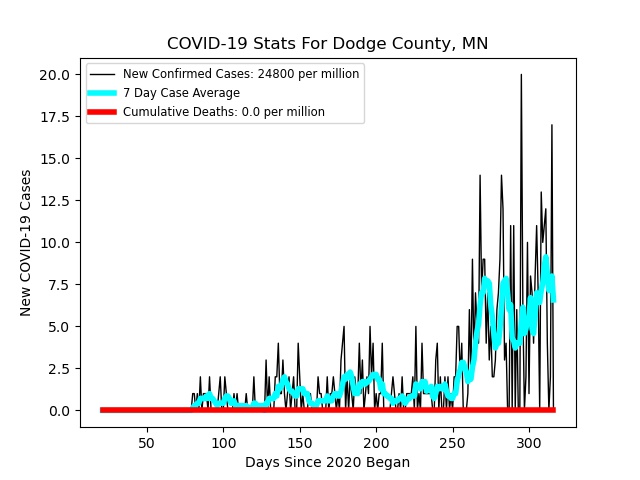 COVID-19 Stats For Dodge County, MN
New Confirmed Cases: 24800 per million
7 Day Case Average
Cumulative Deaths: 0.0 per million
20.0
17.5
15.0
12.5
10.0
7.5
5.0
2.5
0.0
New COVID-19 Cases
50 100 150 200 250 300
Days Since 2020 Began